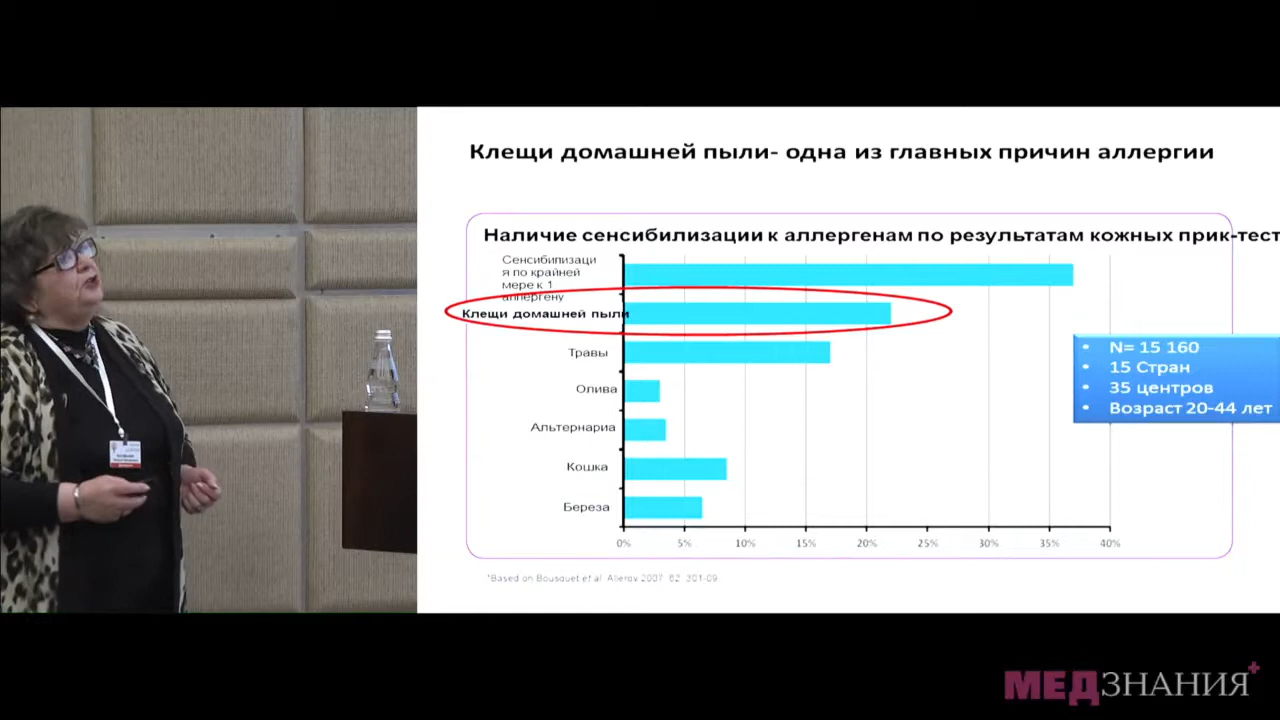 Клещи домашней пыли- одна из главных причин аллергии
Наличие сенсибилизации к аллергенам по результатам кожных прик-тест
Сенсибилизаци
я по крайней
мере к 1
аллергену
Клещи домашней пыли
Травы
Олива
Альтернариа
Кошка
Береза
0% 5% 10% 15% 20% 25% 30% 35% 40%
• N= 15 160
• 15 Стран
• 35 центров
• Возраст 20-44 лет
*Based on Bousquet et al. Allergy 2007: 62: 301-09
МЕДЗНАНИЯ+